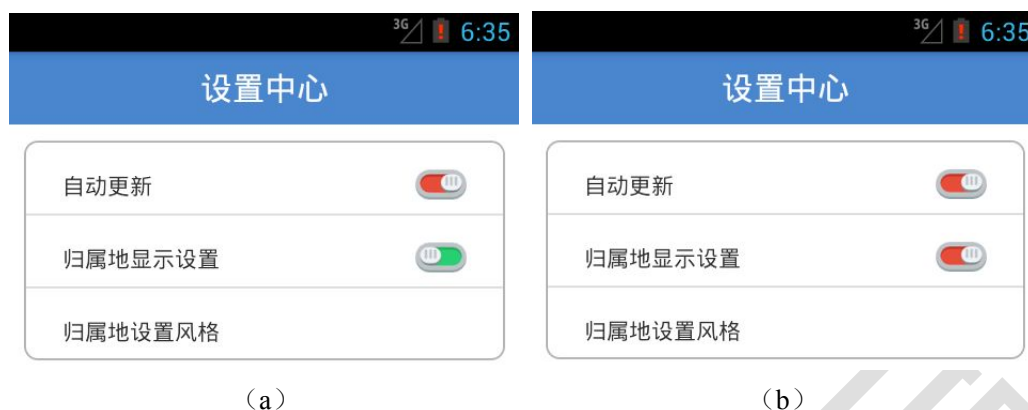 3G 6:35
设置中心
自动更新
归属地显示设置
归属地设置风格
(a)
3G 6:35
设置中心
自动更新
归属地显示设置
归属地设置风格
(b)